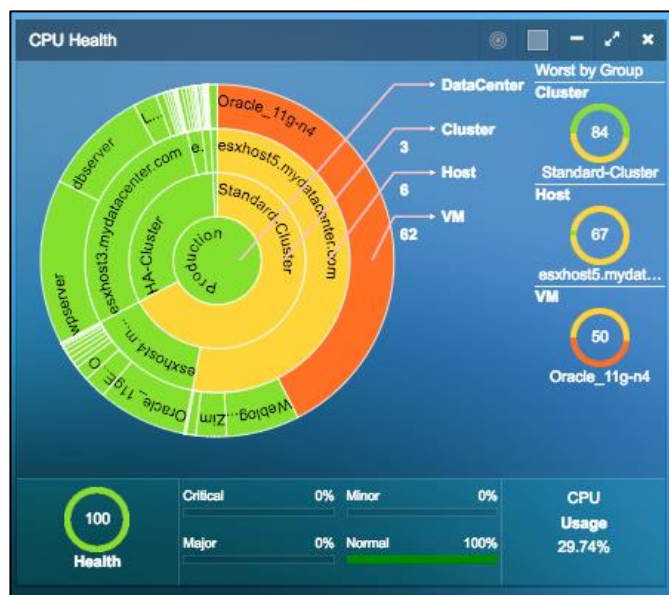 CPU Health
L...
dbserver
wpserver
e.
esxhost3.mydatacenter.com
HA-Cluster
Production
Standard-Cluster
esxhost5.mydatacenter.com
Oracle_11g-n4
esxhost4.m...
O
Oracle_11gE...
Zim
Weblog...
DataCenter
Cluster
3
Host
6
VM
62
Worst by Group
Cluster
84
Standard-Cluster
Host
67
esxhost5.mydat...
VM
50
Oracle_11g-n4
100
Health
Critical 0%
Minor 0%
Major 0%
Normal 100%
CPU
Usage
29.74%